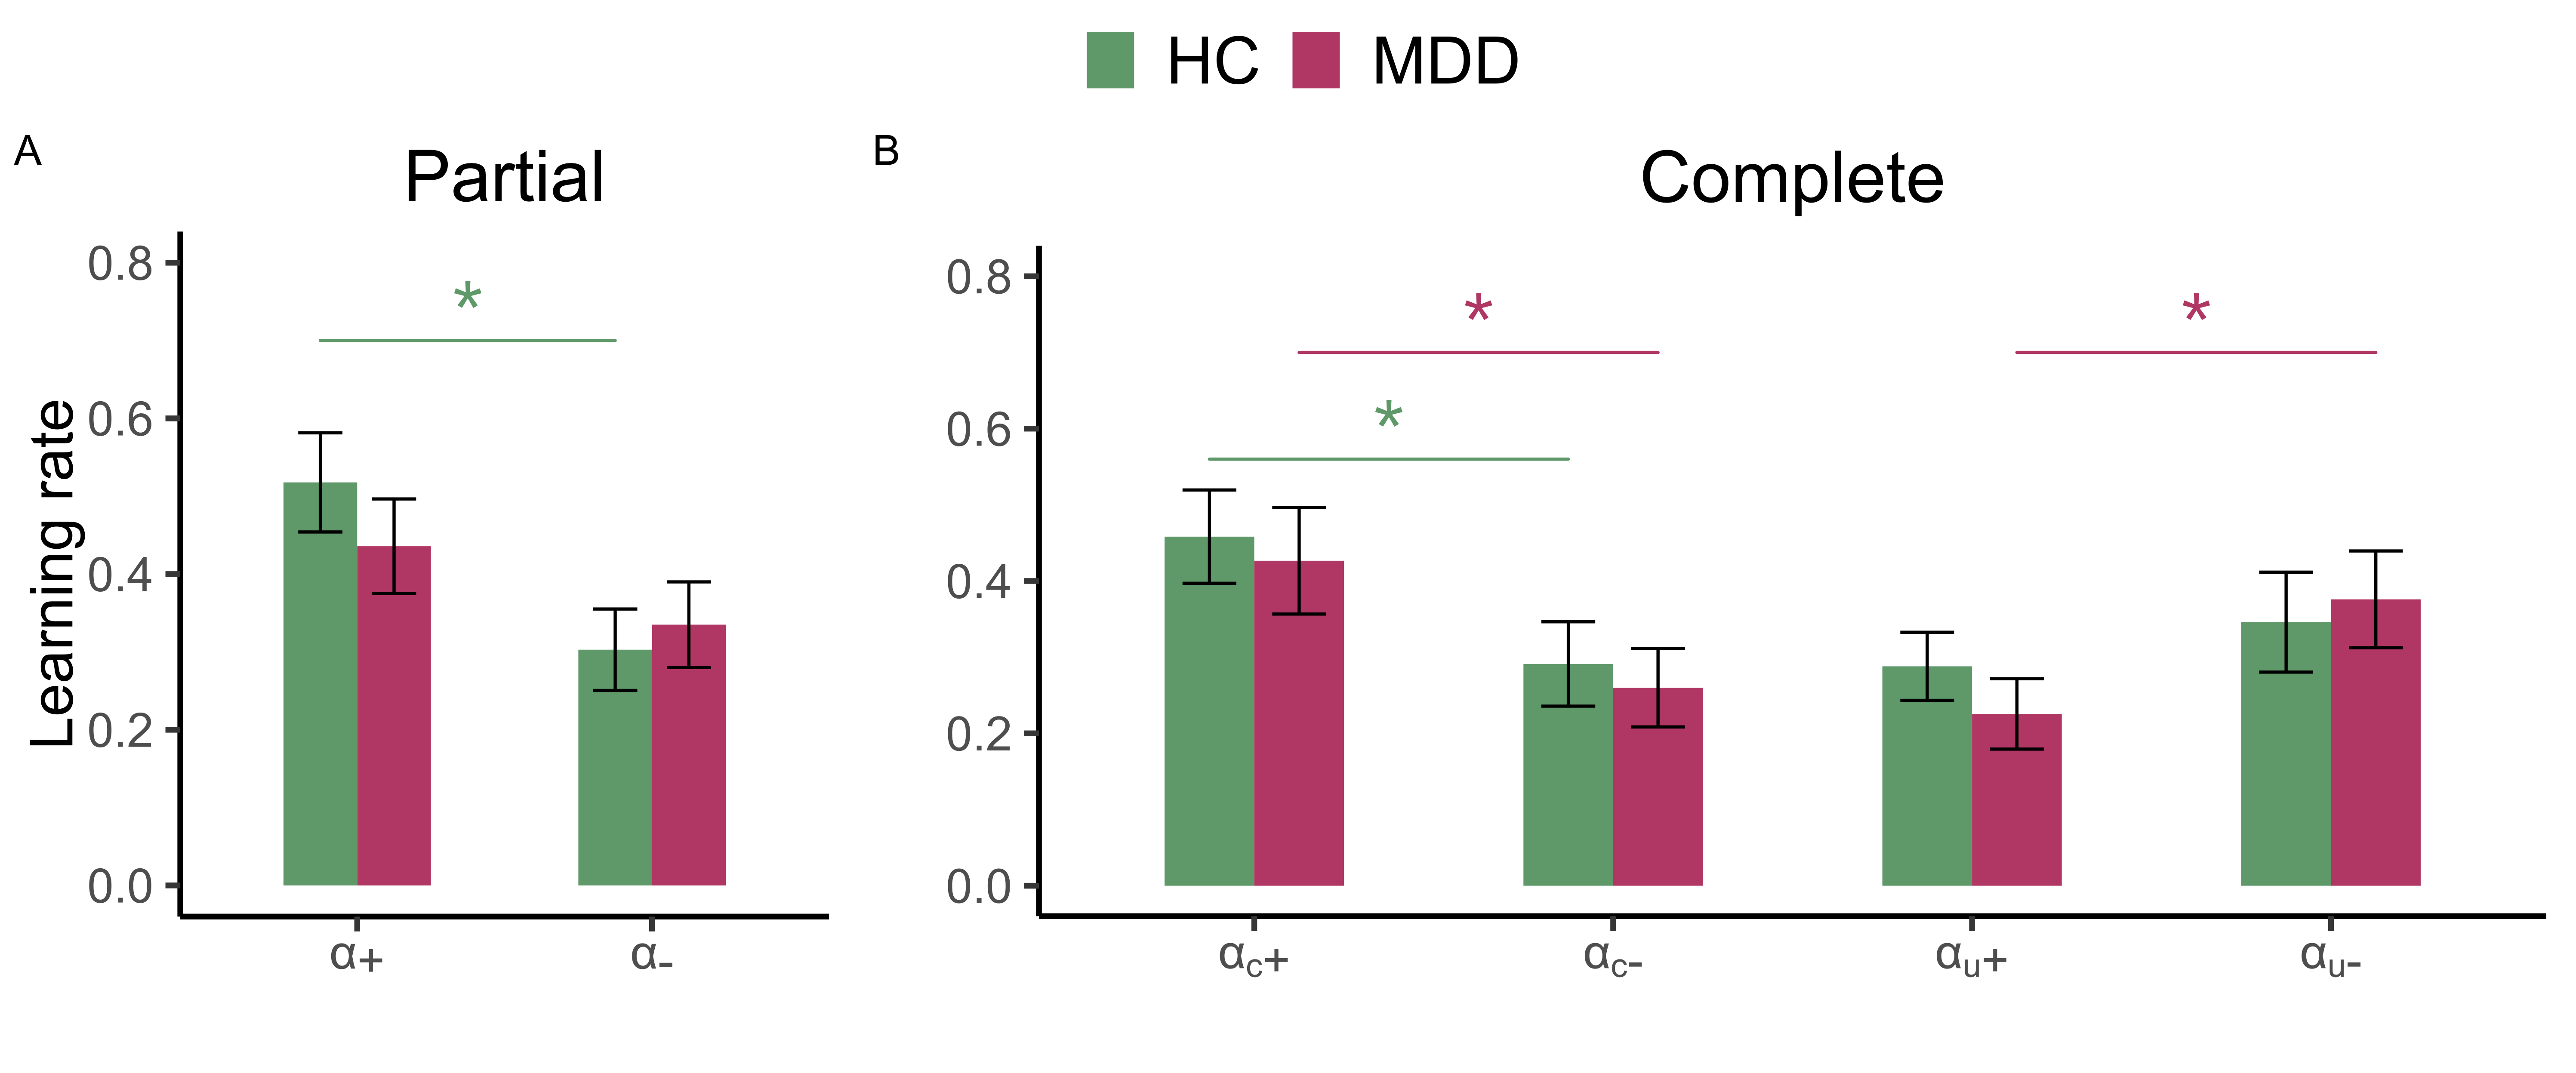 HC MDD
A
Partial
Learning rate
0.8
*
0.6
0.4
0.2
0.0
α+ α-
B
Complete
0.8
* *
0.6
*
0.4
0.2
0.0
αc+ αc- αu+ αu-